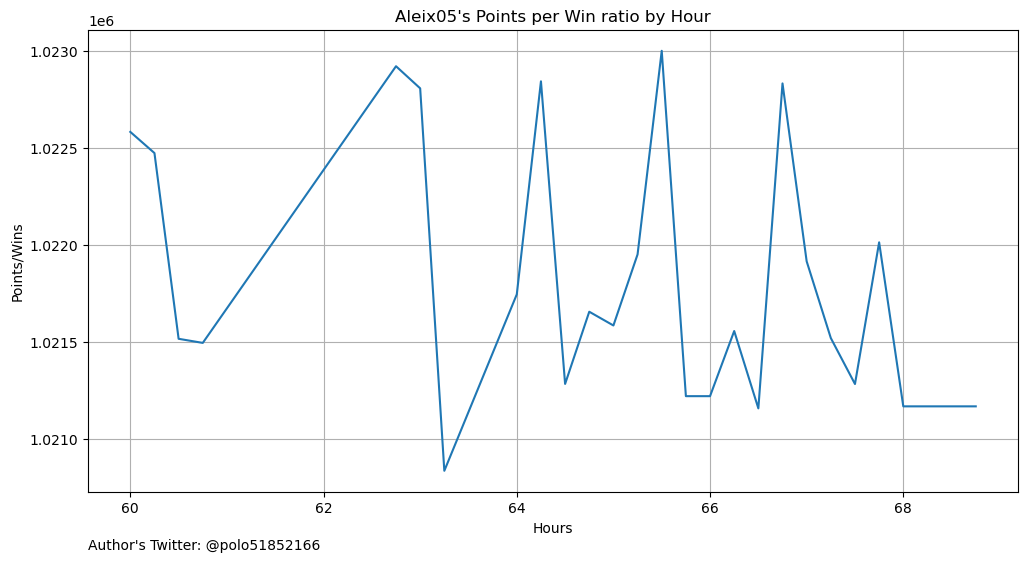 Aleix05's Points per Win ratio by Hour
1e6
1.0230
1.0225
1.0220
1.0215
1.0210
Points/Wins
60 62 64 66 68
Hours
Author's Twitter: @polo51852166